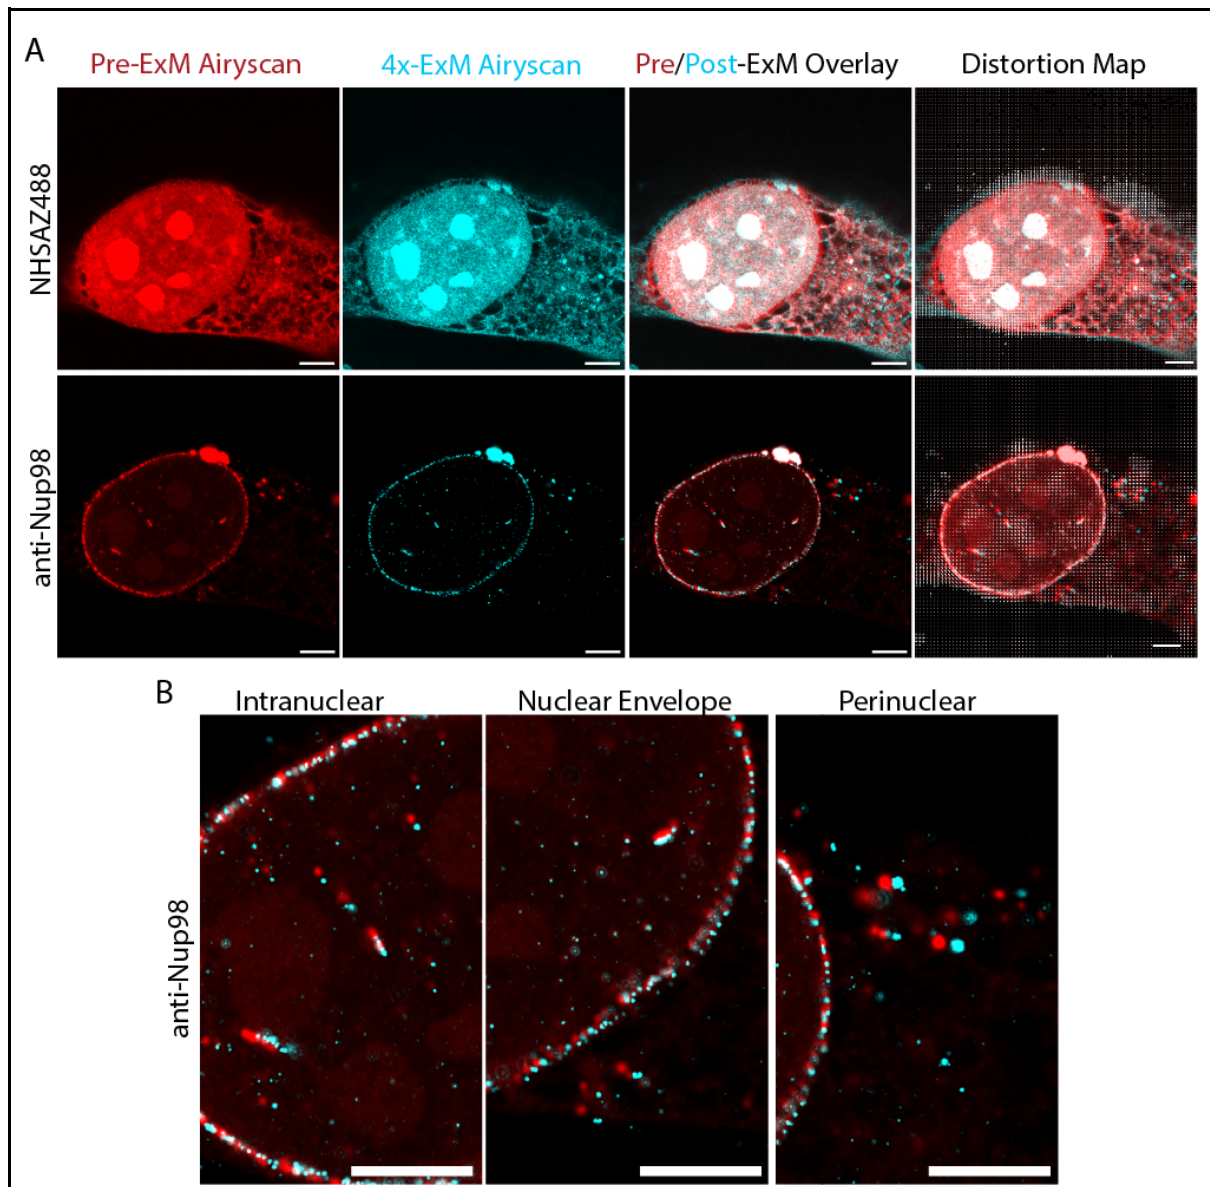 A
Pre-ExM Airyscan 4x-ExM Airyscan Pre/Post-ExM Overlay Distortion Map
NHSAZ488
anti-Nup98
B
Intranuclear Nuclear Envelope Perinuclear
anti-Nup98